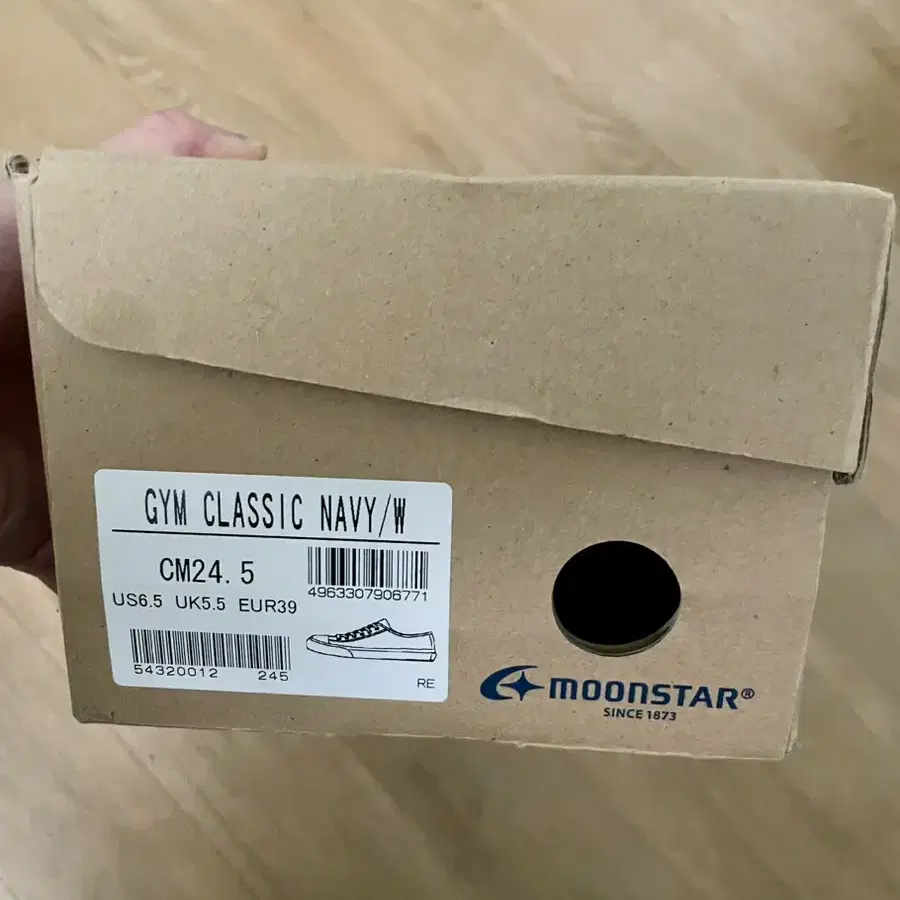 GYM CLASSIC NAVY/W
CM24.5
4963307906771
US6.5 UK5.5 EUR39
54320012 245
RE
MOONSTAR®
SINCE 1873